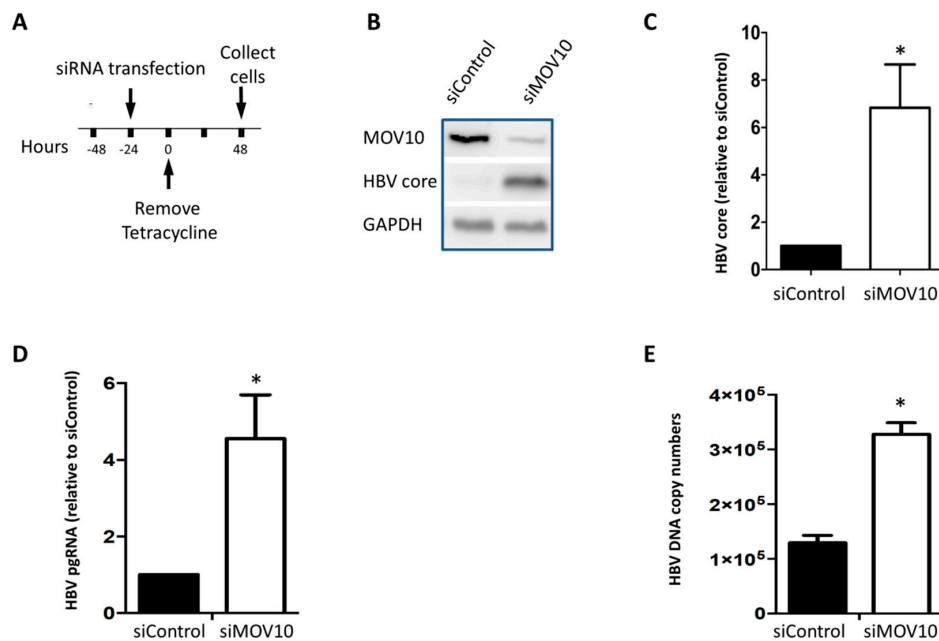 A
siRNA transfection
Collect
cells
Hours
-48 -24 0 48
Remove
Tetracycline
B
siControl siMOV10
MOV10
HBV core
GAPDH
C
HBV core (relative to siControl)
10
8
6
4
2
0
*
siControl siMOV10
D
HBV pgRNA (relative to siControl)
6
4
2
0
*
siControl siMOV10
E
HBV DNA copy numbers
4×10⁵
3×10⁵
2×10⁵
1×10⁵
0
*
siControl siMOV10